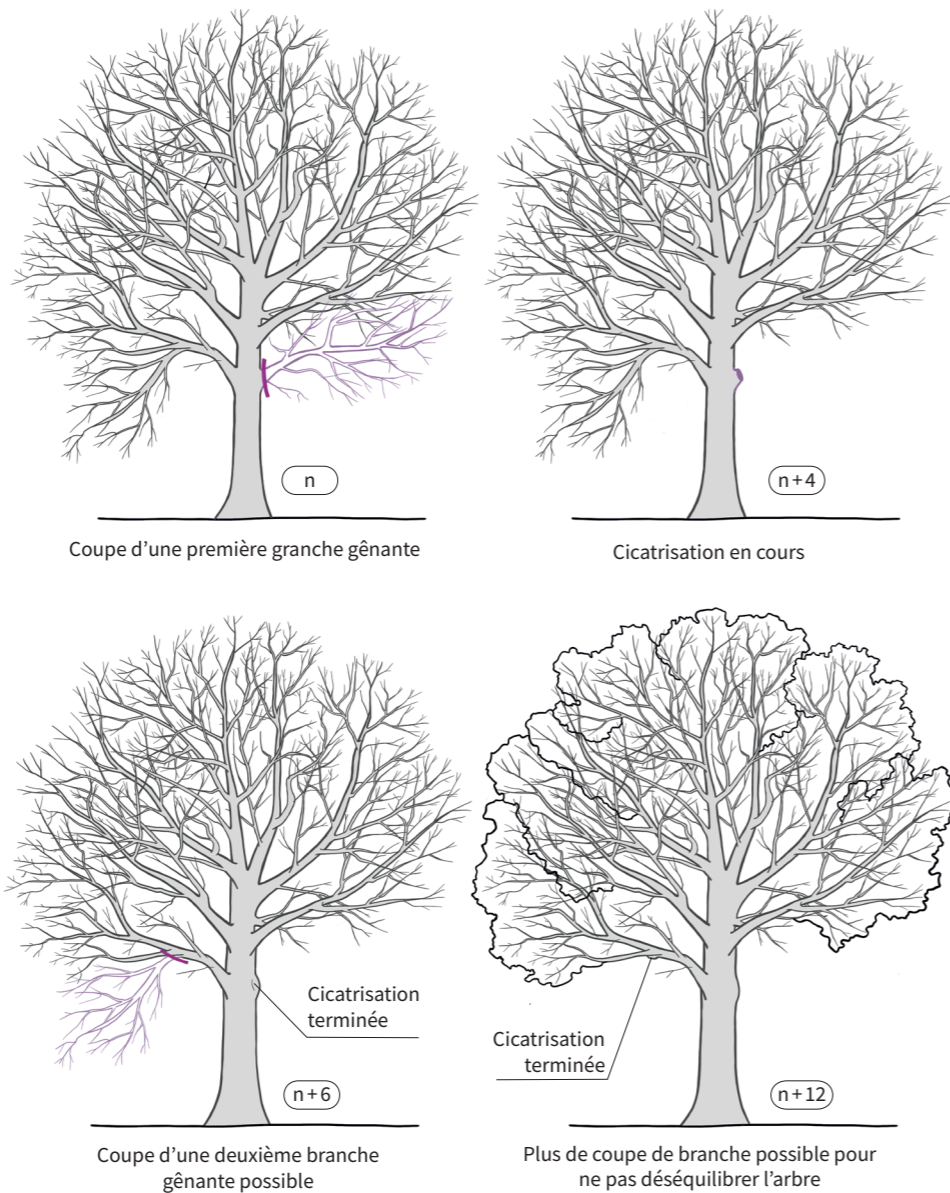 n
Coupe d'une première granche gênante
n+4
Cicatrisation en cours
Cicatrisation
terminée
n+6
Coupe d'une deuxième branche
gênante possible
Cicatrisation
terminée
n+12
Plus de coupe de branche possible pour
ne pas déséquilibrer l'arbre